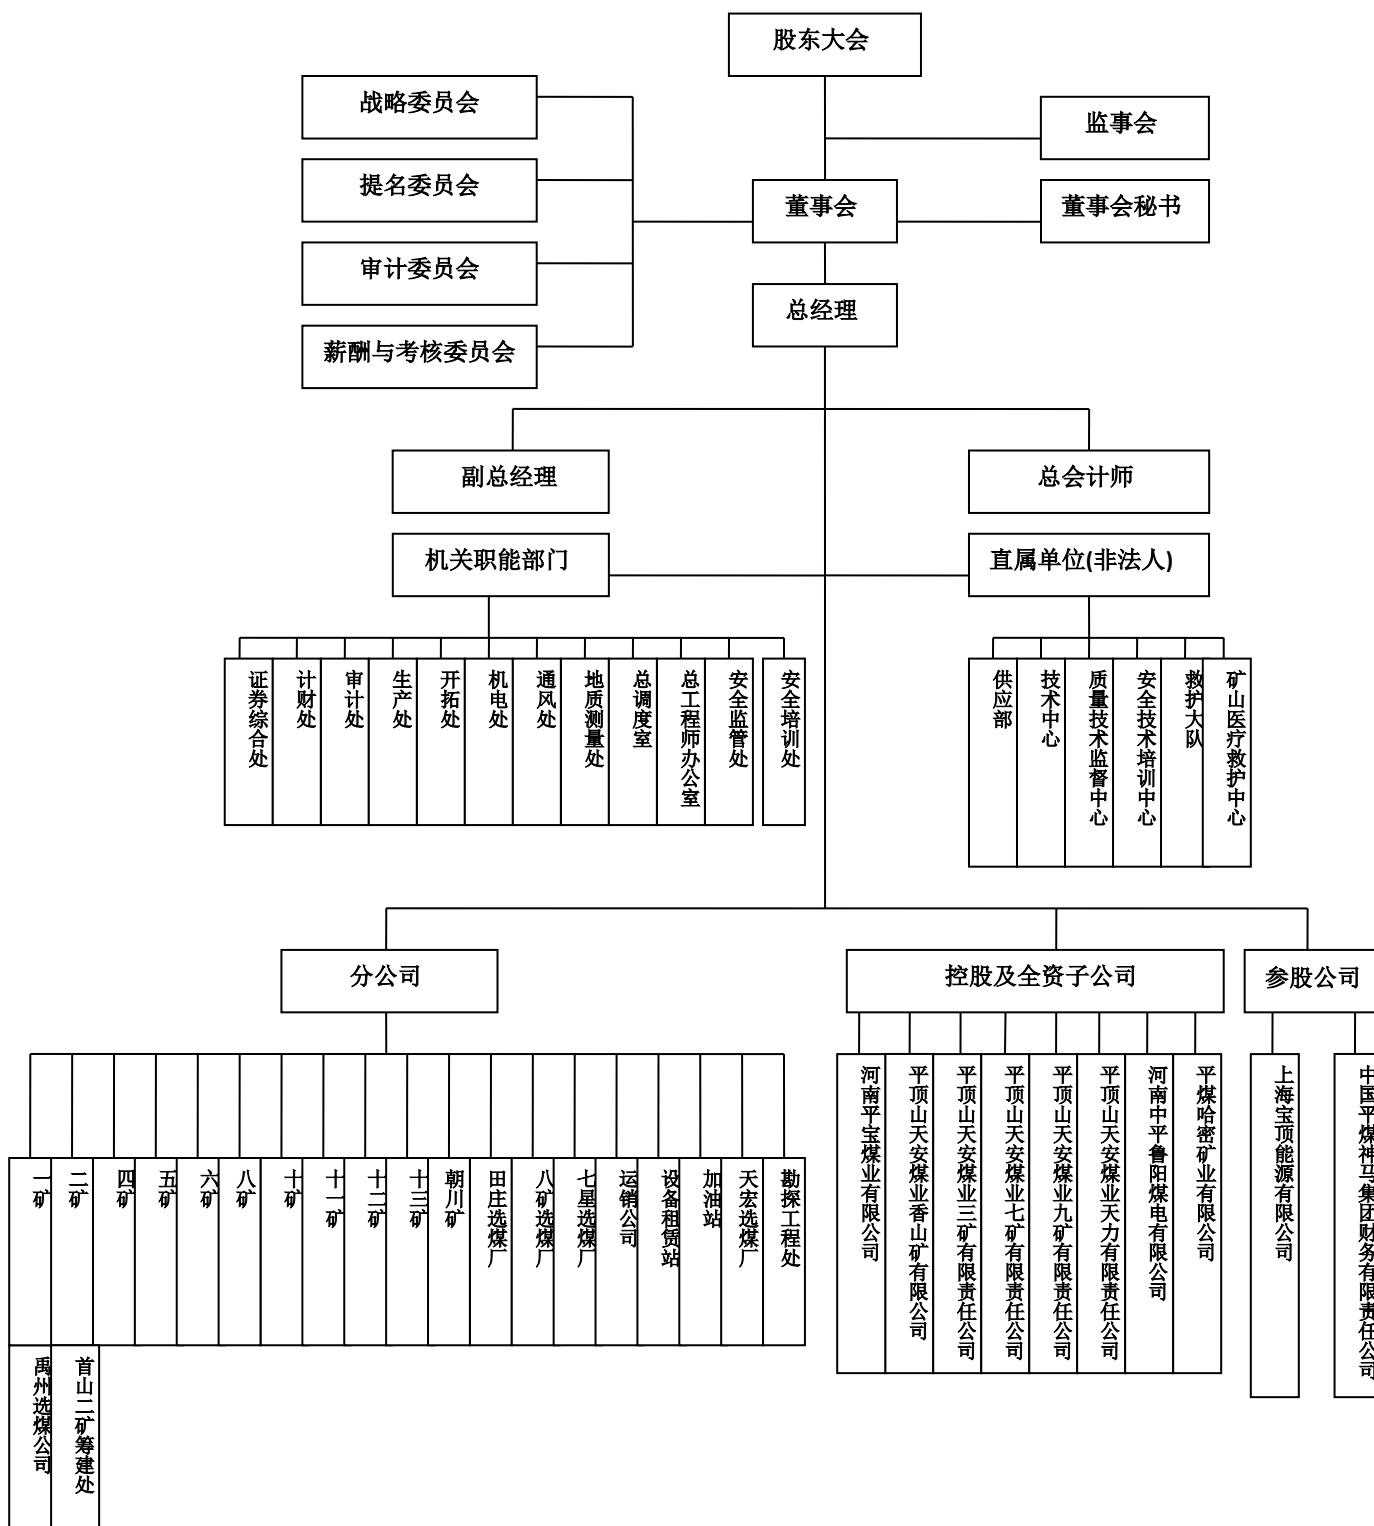 股东大会
战略委员会
监事会
提名委员会
董事会
董事会秘书
审计委员会
总经理
薪酬与考核委员会
副总经理
总会计师
机关职能部门
直属单位(非法人)
证券综合处
计财处
审计处
生产处
开拓处
机电处
通风处
地质测量处
总调度室
总工程师办公室
安全监管处
安全培训处
供应部
技术中心
质量技术监督中心
安全技术培训中心
救护大队
矿山医疗救护中心
分公司
控股及全资子公司
参股公司
一矿
二矿
四矿
五矿
六矿
八矿
十矿
十一矿
十二矿
十三矿
朝川矿
田庄选煤厂
八矿选煤厂
七星选煤厂
运销公司
设备租赁站
加油站
天宏选煤厂
勘探工程处
禹州选煤公司
首山二矿筹建处
河南平宝煤业有限公司
平顶山天安煤业香山矿有限公司
平顶山天安煤业三矿有限责任公司
平顶山天安煤业七矿有限责任公司
平顶山天安煤业九矿有限责任公司
平顶山天安煤业天力有限责任公司
河南中平鲁阳煤电有限公司
平煤哈密矿业有限公司
上海宝顶能源有限公司
中国平煤神马集团财务有限责任公司